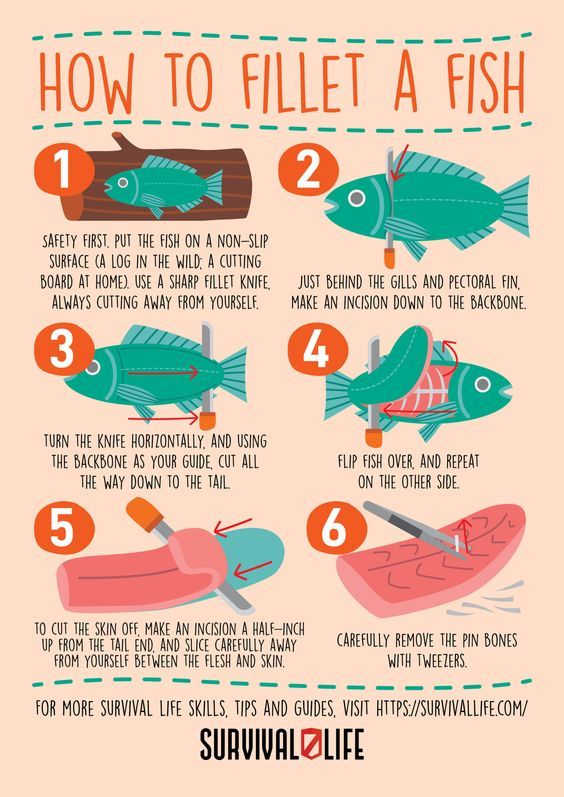 HOW TO FILLET A FISH
1
SAFETY FIRST. PUT THE FISH ON A NON-SLIP
SURFACE (A LOG IN THE WILD; A CUTTING
BOARD AT HOME). USE A SHARP FILLET KNIFE,
ALWAYS CUTTING AWAY FROM YOURSELF.
2
JUST BEHIND THE GILLS AND PECTORAL FIN,
MAKE AN INCISION DOWN TO THE BACKBONE.
3
TURN THE KNIFE HORIZONTALLY, AND USING
THE BACKBONE AS YOUR GUIDE, CUT ALL
THE WAY DOWN TO THE TAIL.
4
FLIP FISH OVER, AND REPEAT
ON THE OTHER SIDE.
5
TO CUT THE SKIN OFF, MAKE AN INCISION A HALF-INCH
UP FROM THE TAIL END, AND SLICE CAREFULLY AWAY
FROM YOURSELF BETWEEN THE FLESH AND SKIN.
6
CAREFULLY REMOVE THE PIN BONES
WITH TWEEZERS.
FOR MORE SURVIVAL LIFE SKILLS, TIPS AND GUIDES, VISIT HTTPS://SURVIVALLIFE.COM/
SURVIVAL LIFE